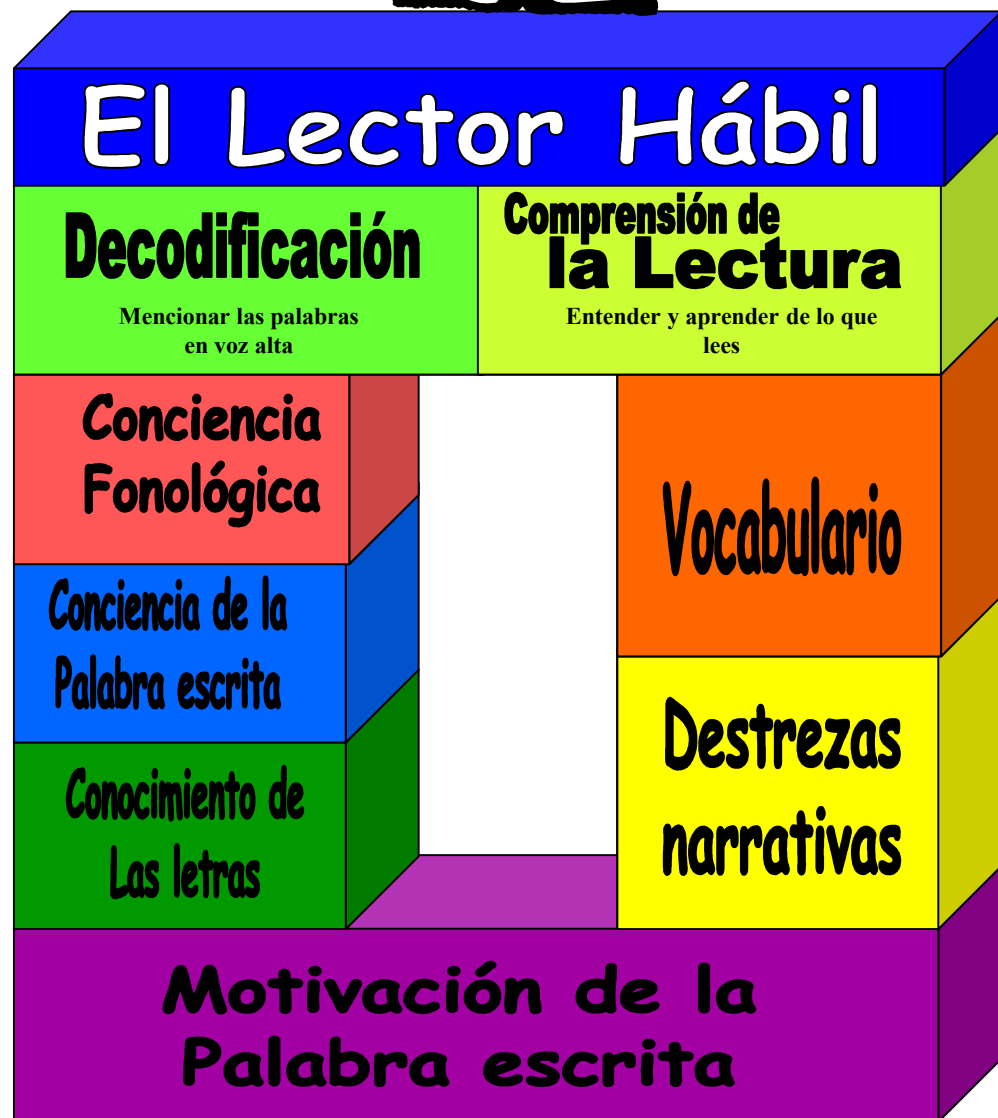 El Lector Hábil
Decodificación
Mencionar las palabras
en voz alta
Comprensión de
la Lectura
Entender y aprender de lo que
lees
Conciencia
Fonológica
Conciencia de la
Palabra escrita
Conocimiento de
Las letras
Vocabulario
Destrezas
narrativas
Motivación de la
Palabra escrita